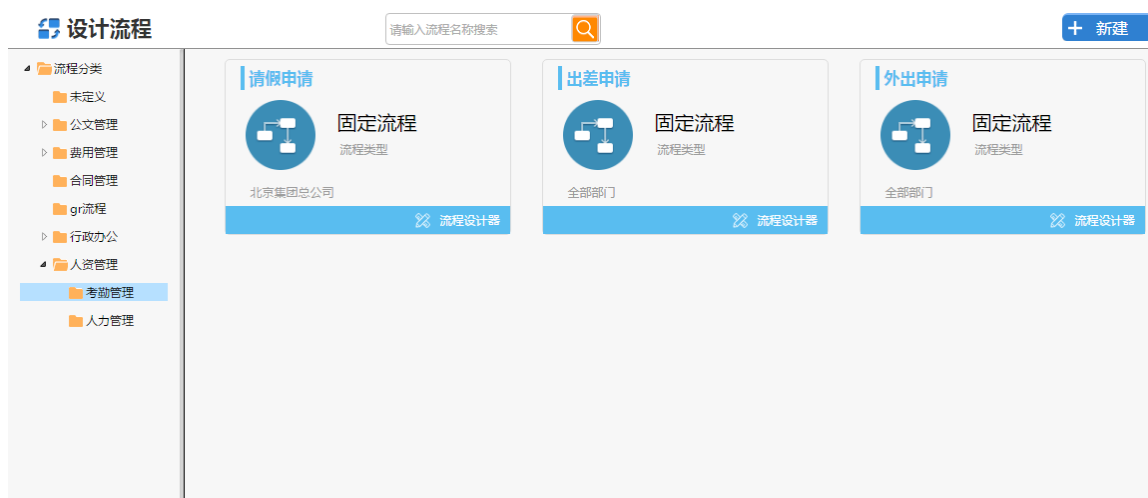 设计流程
请输入流程名称搜索
新建
流程分类
未定义
公文管理
费用管理
合同管理
gr流程
行政办公
人资管理
考勤管理
人力管理
请假申请
固定流程
流程类型
北京集团总公司
流程设计器
出差申请
固定流程
流程类型
全部部门
流程设计器
外出申请
固定流程
流程类型
全部部门
流程设计器